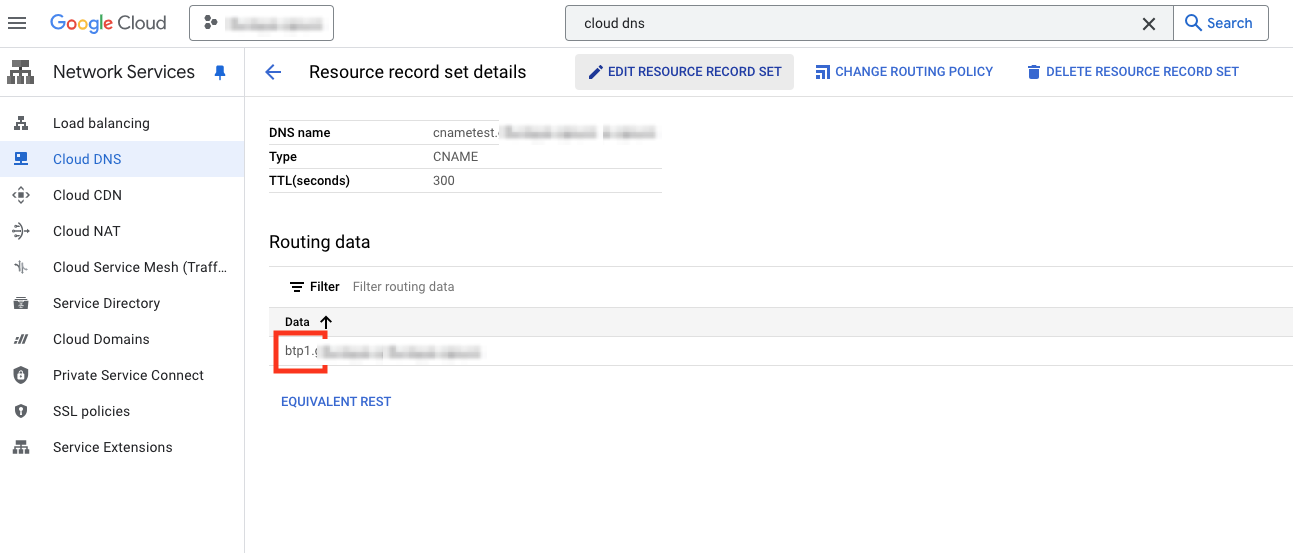 Google Cloud
cloud dns
Search
Network Services
Resource record set details
EDIT RESOURCE RECORD SET
CHANGE ROUTING POLICY
DELETE RESOURCE RECORD SET
Load balancing
Cloud DNS
Cloud CDN
Cloud NAT
Cloud Service Mesh (Traff...
Service Directory
Cloud Domains
Private Service Connect
SSL policies
Service Extensions
DNS name cnametest.
Type CNAME
TTL(seconds) 300
Routing data
Filter Filter routing data
Data
btp1.g
EQUIVALENT REST